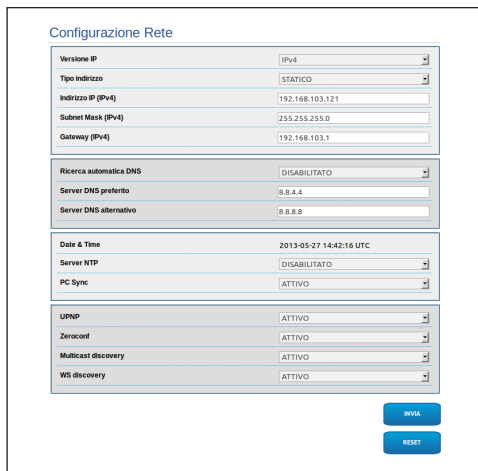 Configurazione Rete
Versione IP IPv4
Tipo indirizzo STATICO
Indirizzo IP (IPv4) 192.168.103.121
Subnet Mask (IPv4) 255.255.255.0
Gateway (IPv4) 192.168.103.1
Ricerca automatica DNS DISABILITATO
Server DNS preferito 8.8.4.4
Server DNS alternativo 8.8.8.8
Date & Time 2013-05-27 14:42:16 UTC
Server NTP DISABILITATO
PC Sync ATTIVO
UPNP ATTIVO
Zeroconf ATTIVO
Multicast discovery ATTIVO
WS discovery ATTIVO
INVIA
RESET